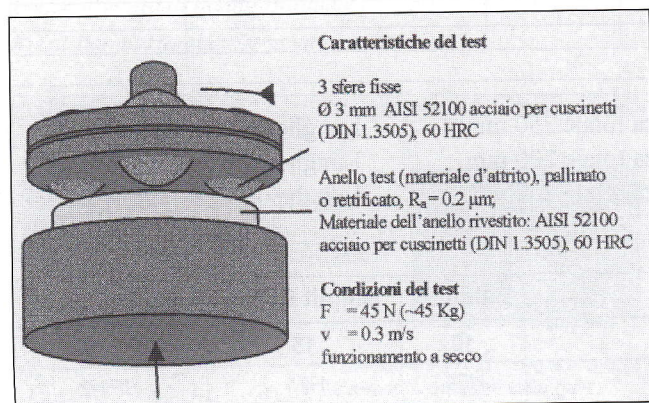 Caratteristiche del test
3 sfere fisse
Ø 3 mm AISI 52100 acciaio per cuscinetti
(DIN 1.3505), 60 HRC
Anello test (materiale d'attrito), pallinato
o rettificato, Rₐ = 0.2 µm;
Materiale dell'anello rivestito: AISI 52100
acciaio per cuscinetti (DIN 1.3505), 60 HRC
Condizioni del test
F = 45 N (~45 Kg)
v = 0.3 m/s
funzionamento a secco